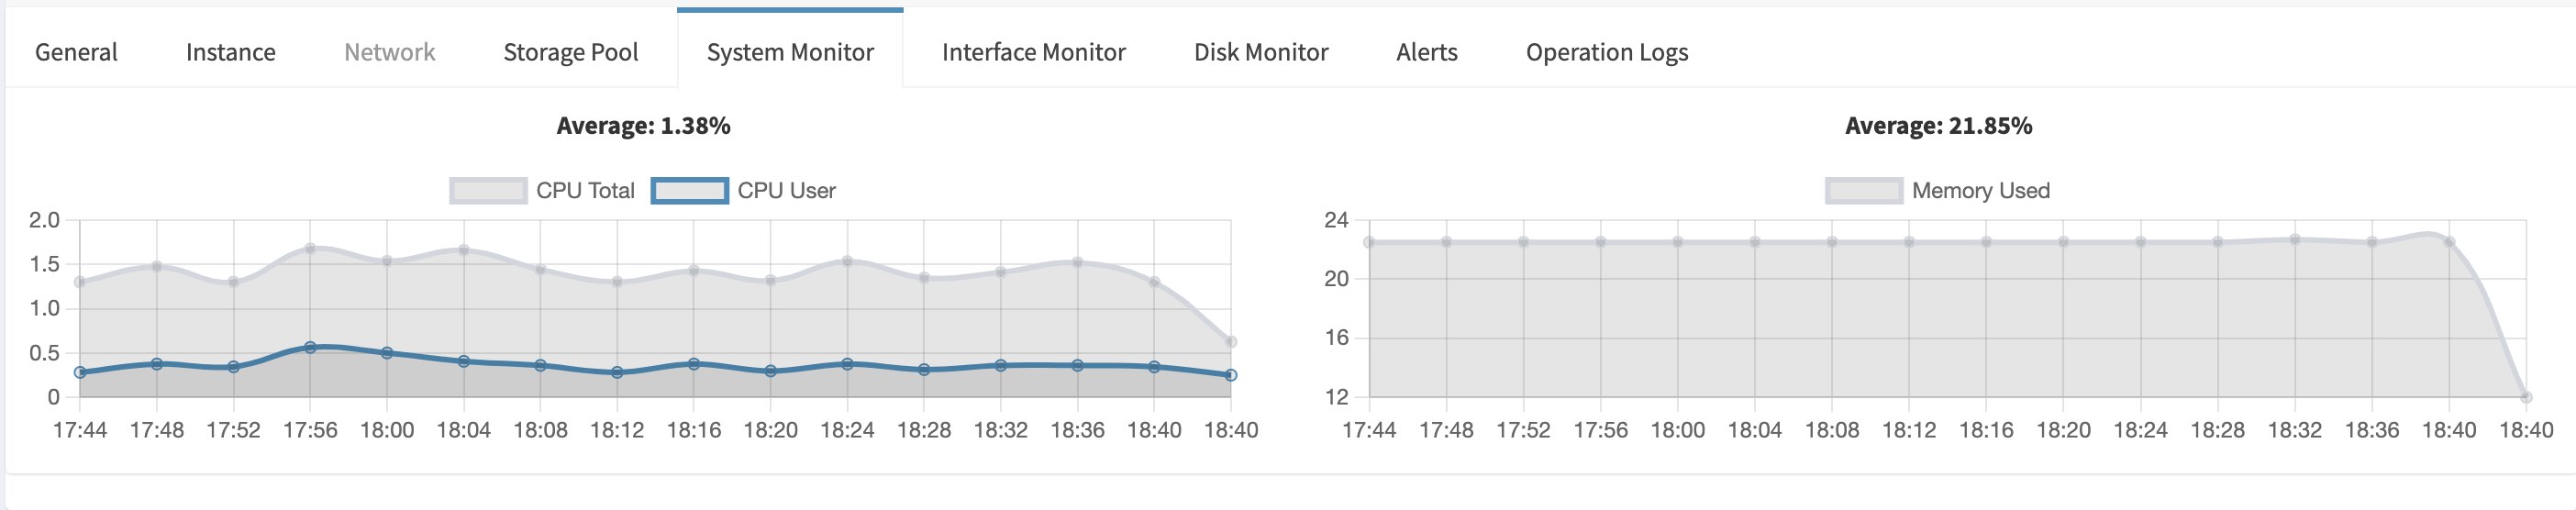 General Instance Network Storage Pool System Monitor Interface Monitor Disk Monitor Alerts Operation Logs
Average: 1.38%
CPU Total CPU User
2.0
1.5
1.0
0.5
0
17:44 17:48 17:52 17:56 18:00 18:04 18:08 18:12 18:16 18:20 18:24 18:28 18:32 18:36 18:40 18:40
Average: 21.85%
Memory Used
24
20
16
12
17:44 17:48 17:52 17:56 18:00 18:04 18:08 18:12 18:16 18:20 18:24 18:28 18:32 18:36 18:40 18:40